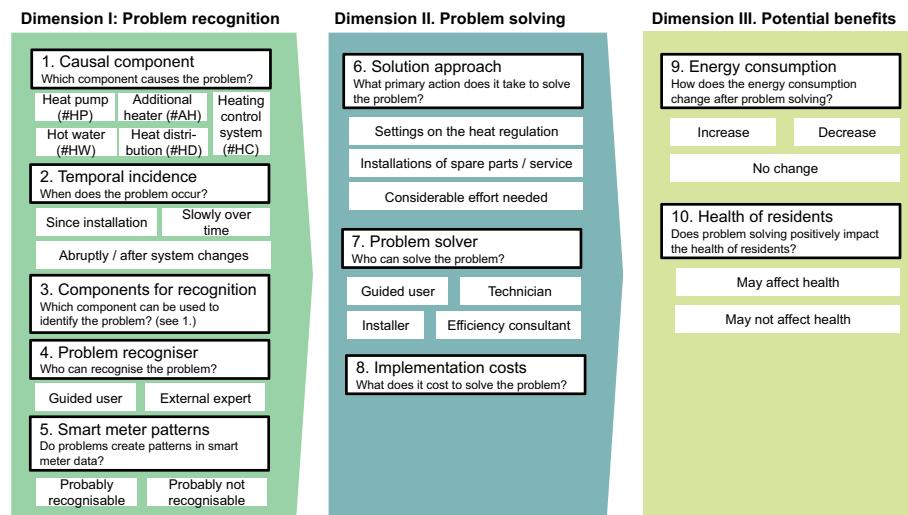 Dimension I: Problem recognition
1. Causal component
Which component causes the problem?
Heat pump
(#HP)
Additional
heater (#AH)
Heating
control
system
(#HC)
Hot water
(#HW)
Heat distri-
bution (#HD)
2. Temporal incidence
When does the problem occur?
Since installation
Slowly over
time
Abruptly / after system changes
3. Components for recognition
Which component can be used to
identify the problem? (see 1.)
4. Problem recogniser
Who can recognise the problem?
Guided user
External expert
5. Smart meter patterns
Do problems create patterns in smart
meter data?
Probably
recognisable
Probably not
recognisable
Dimension II. Problem solving
6. Solution approach
What primary action does it take to solve
the problem?
Settings on the heat regulation
Installations of spare parts / service
Considerable effort needed
7. Problem solver
Who can solve the problem?
Guided user
Technician
Installer
Efficiency consultant
8. Implementation costs
What does it cost to solve the problem?
Dimension III. Potential benefits
9. Energy consumption
How does the energy consumption
change after problem solving?
Increase
Decrease
No change
10. Health of residents
Does problem solving positively impact
the health of residents?
May affect health
May not affect health